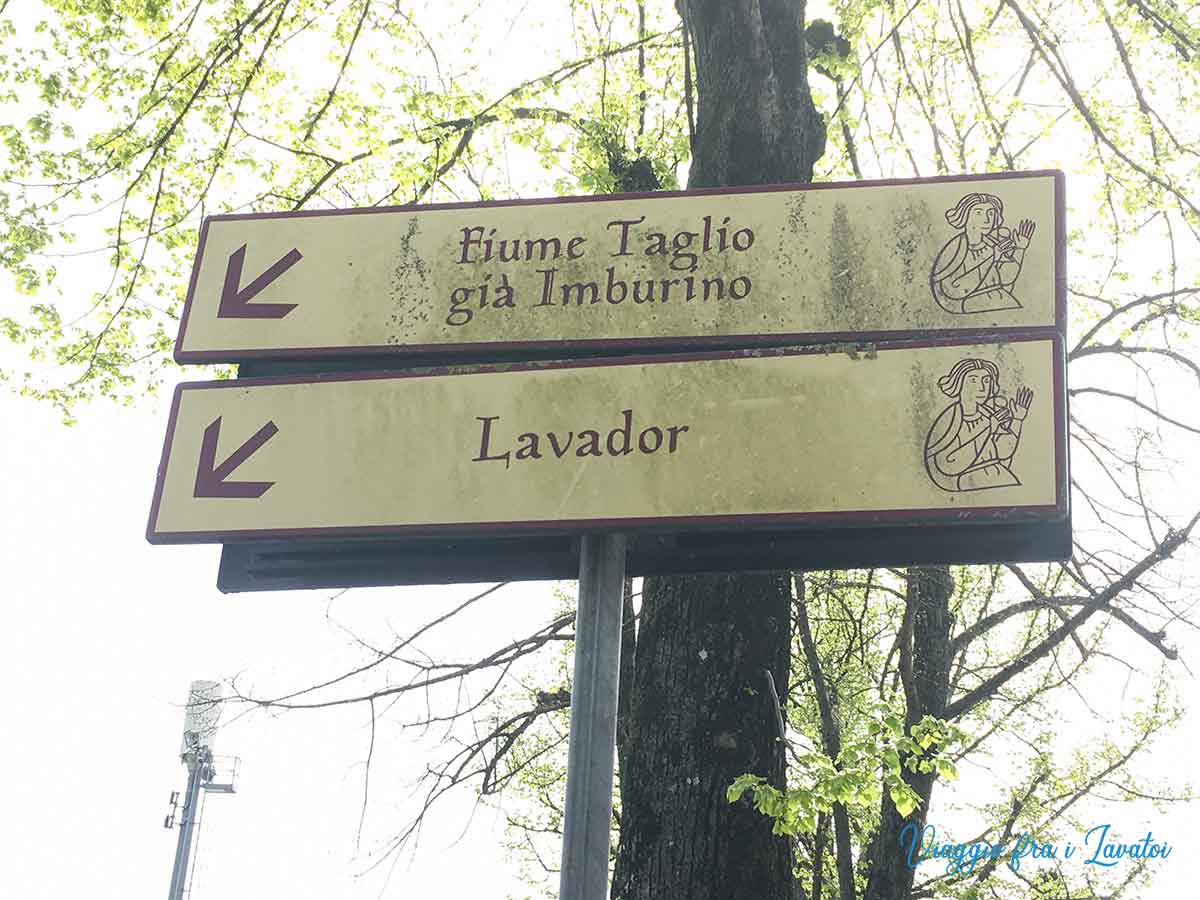 Fiume Taglio
già Imburino
Lavador
Viaggio fra i Lavatoi